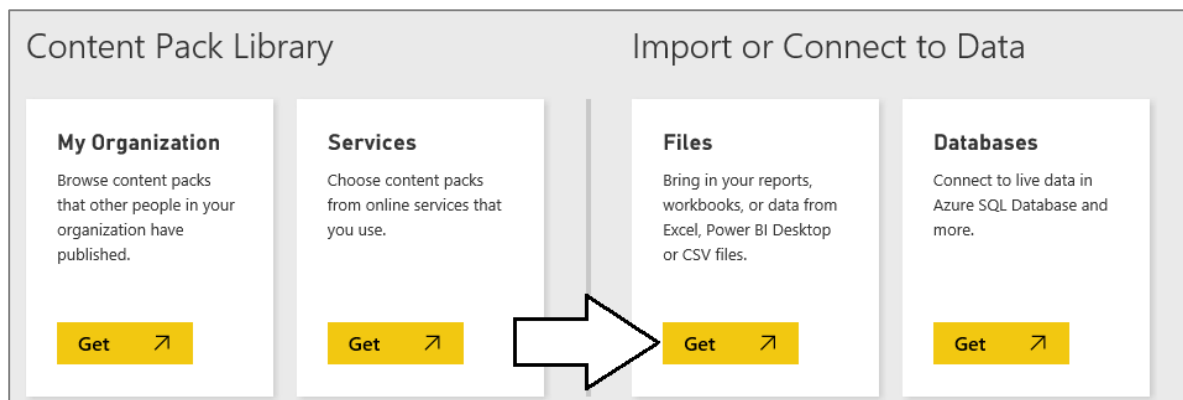 Content Pack Library
Import or Connect to Data
My Organization
Browse content packs
that other people in your
organization have
published.
Get
Services
Choose content packs
from online services that
you use.
Get
Files
Bring in your reports,
workbooks, or data from
Excel, Power BI Desktop
or CSV files.
Get
Databases
Connect to live data in
Azure SQL Database and
more.
Get